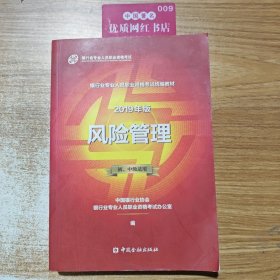 009
中国著名
优质网红书店
银行业专业人员职业资格考试
银行业专业人员职业资格考试统编教材
2019年版
风险管理
初、中级适用
中国银行业协会
银行业专业人员职业资格考试办公室
编
中国金融出版社